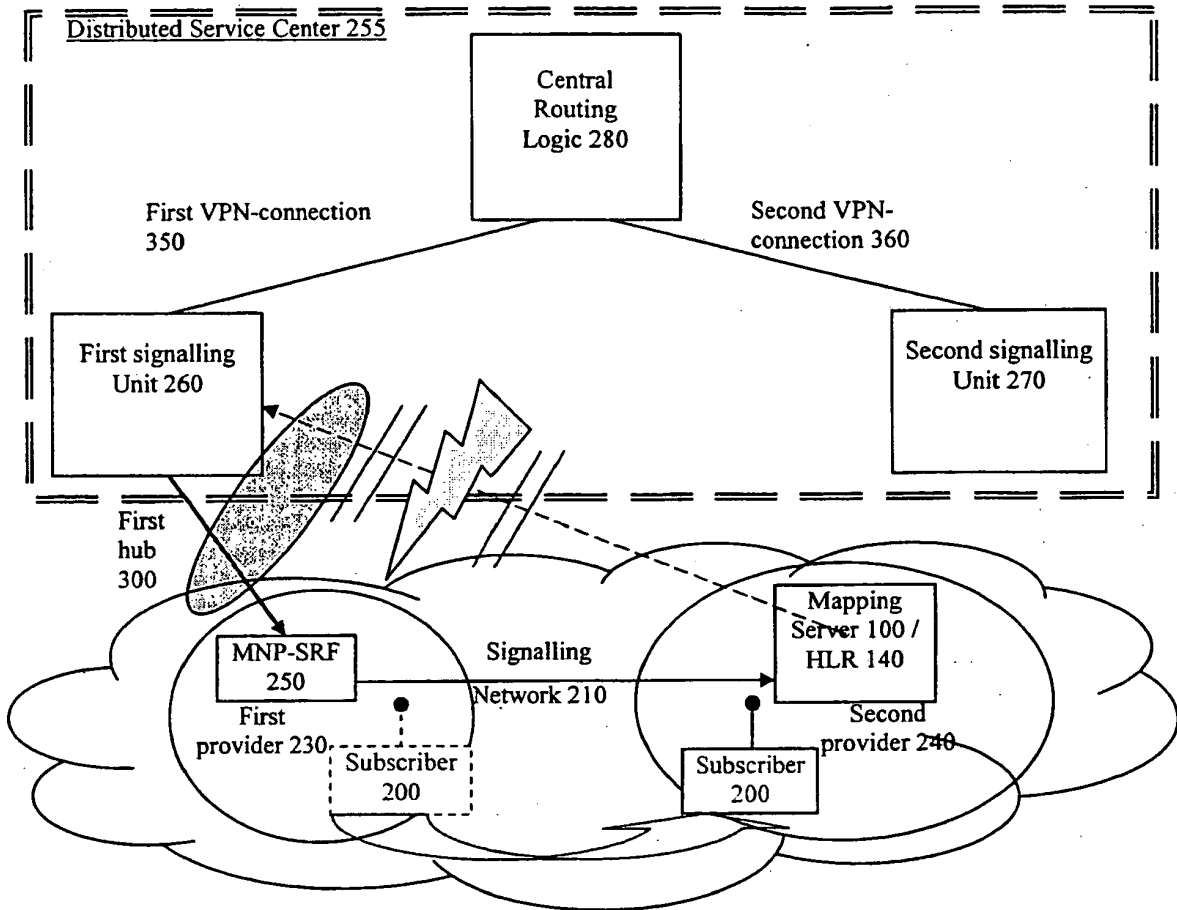 Distributed Service Center 255
Central
Routing
Logic 280
First VPN-connection
350
Second VPN-
connection 360
First signalling
Unit 260
Second signalling
Unit 270
First
hub
300
Mapping
Server 100 /
HLR 140
MNP-SRF
250
Signalling
Network 210
First
provider 230
Second
provider 240
Subscriber
200
Subscriber
200